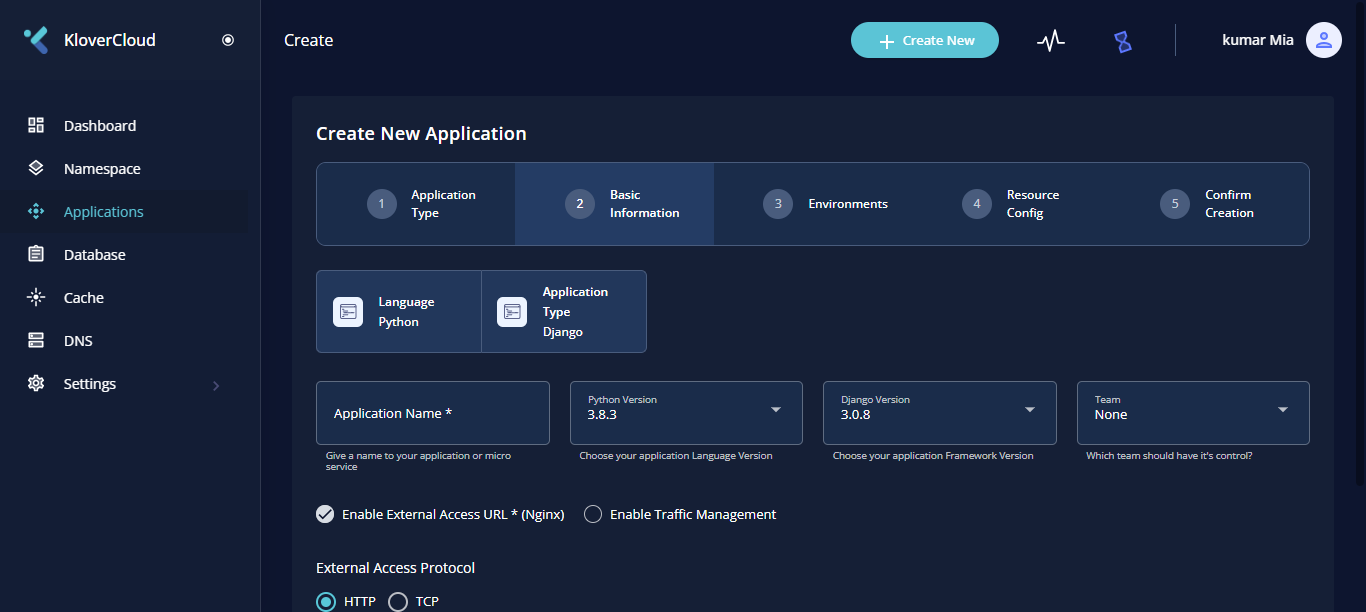 KloverCloud
Create
Create New
kumar Mia
Dashboard
Namespace
Applications
Database
Cache
DNS
Settings
Create New Application
1
Application
Type
2
Basic
Information
3
Environments
4
Resource
Config
5
Confirm
Creation
Language
Python
Application
Type
Django
Application Name *
Give a name to your application or micro
service
Python Version
3.8.3
Choose your application Language Version
Django Version
3.0.8
Choose your application Framework Version
Team
None
Which team should have it's control?
Enable External Access URL * (Nginx)
Enable Traffic Management
External Access Protocol
HTTP
TCP